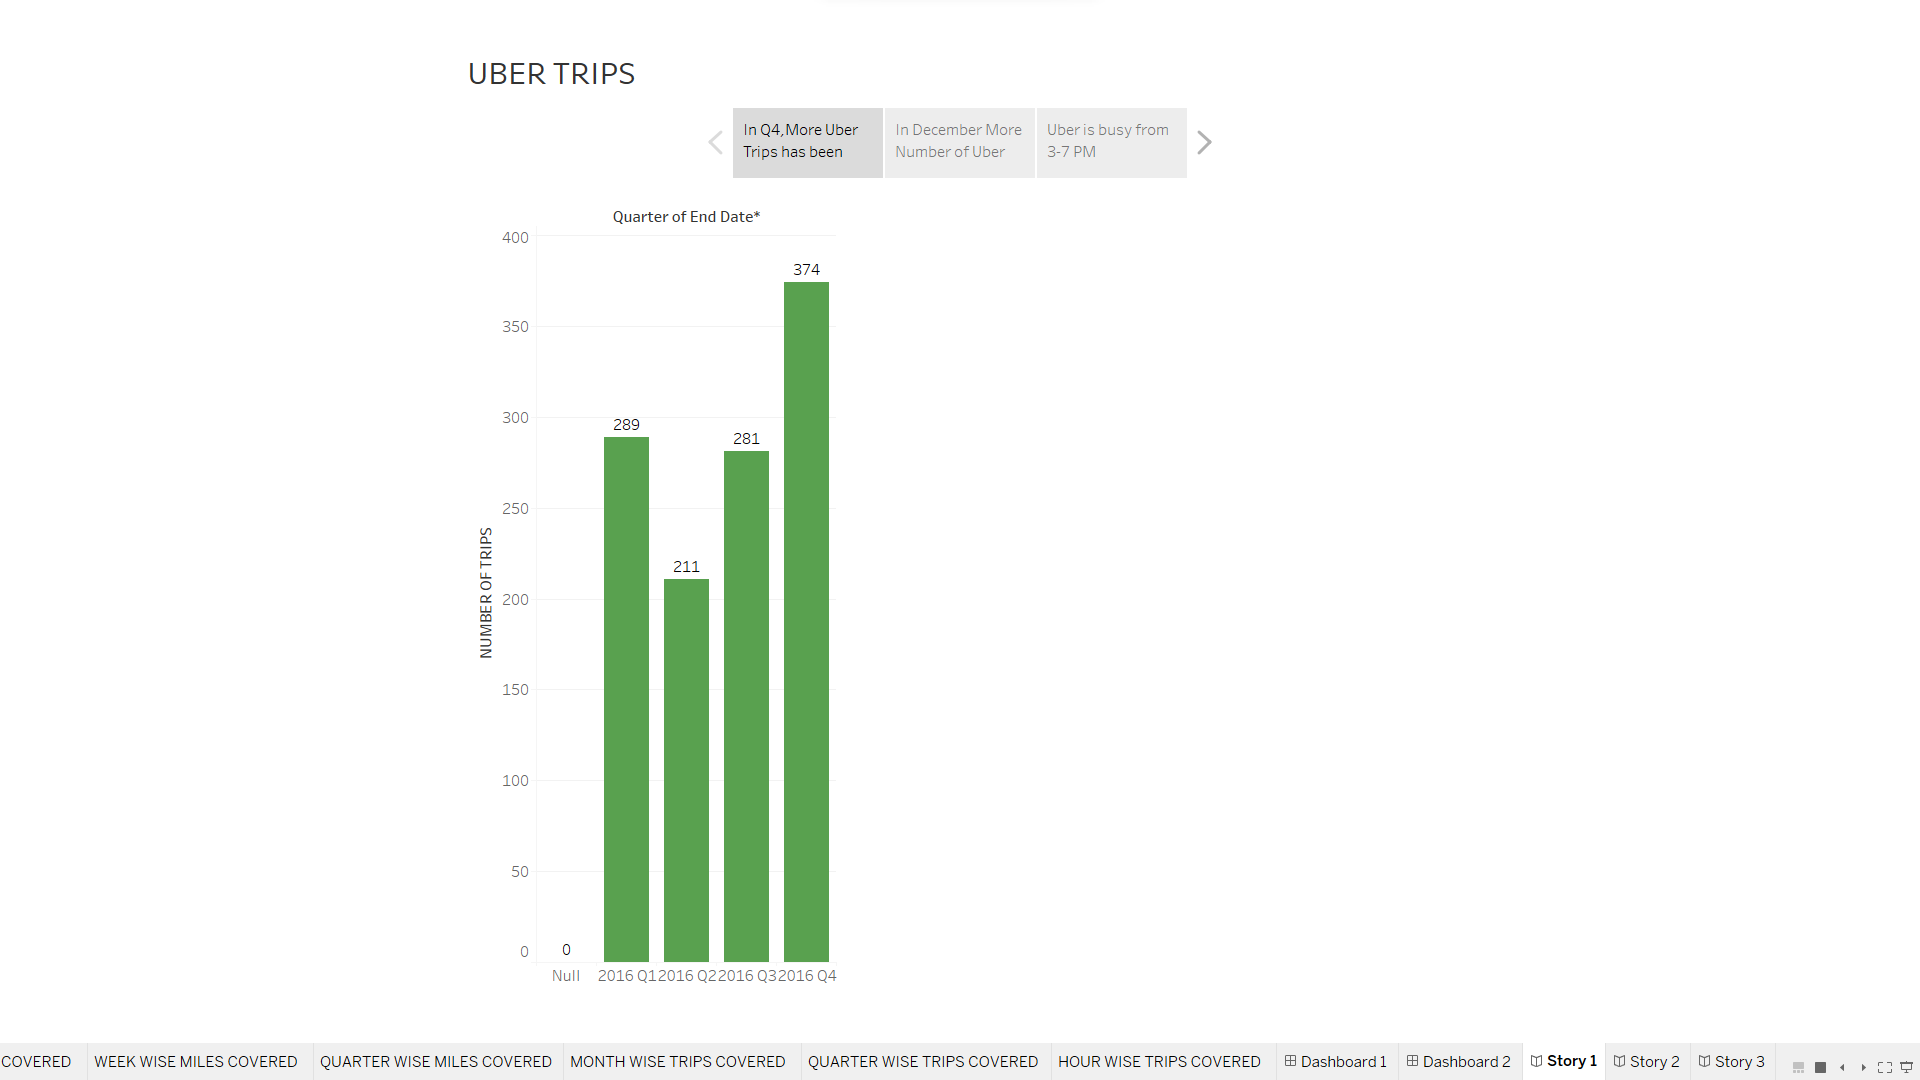 UBER TRIPS
In Q4,More Uber
Trips has been
In December More
Number of Uber
Uber is busy from
3-7 PM
Quarter of End Date*
400
350
300
250
200
150
100
50
0
NUMBER OF TRIPS
0
289
211
281
374
Null
2016 Q1
2016 Q2
2016 Q3
2016 Q4
COVERED
WEEK WISE MILES COVERED
QUARTER WISE MILES COVERED
MONTH WISE TRIPS COVERED
QUARTER WISE TRIPS COVERED
HOUR WISE TRIPS COVERED
Dashboard 1
Dashboard 2
Story 1
Story 2
Story 3